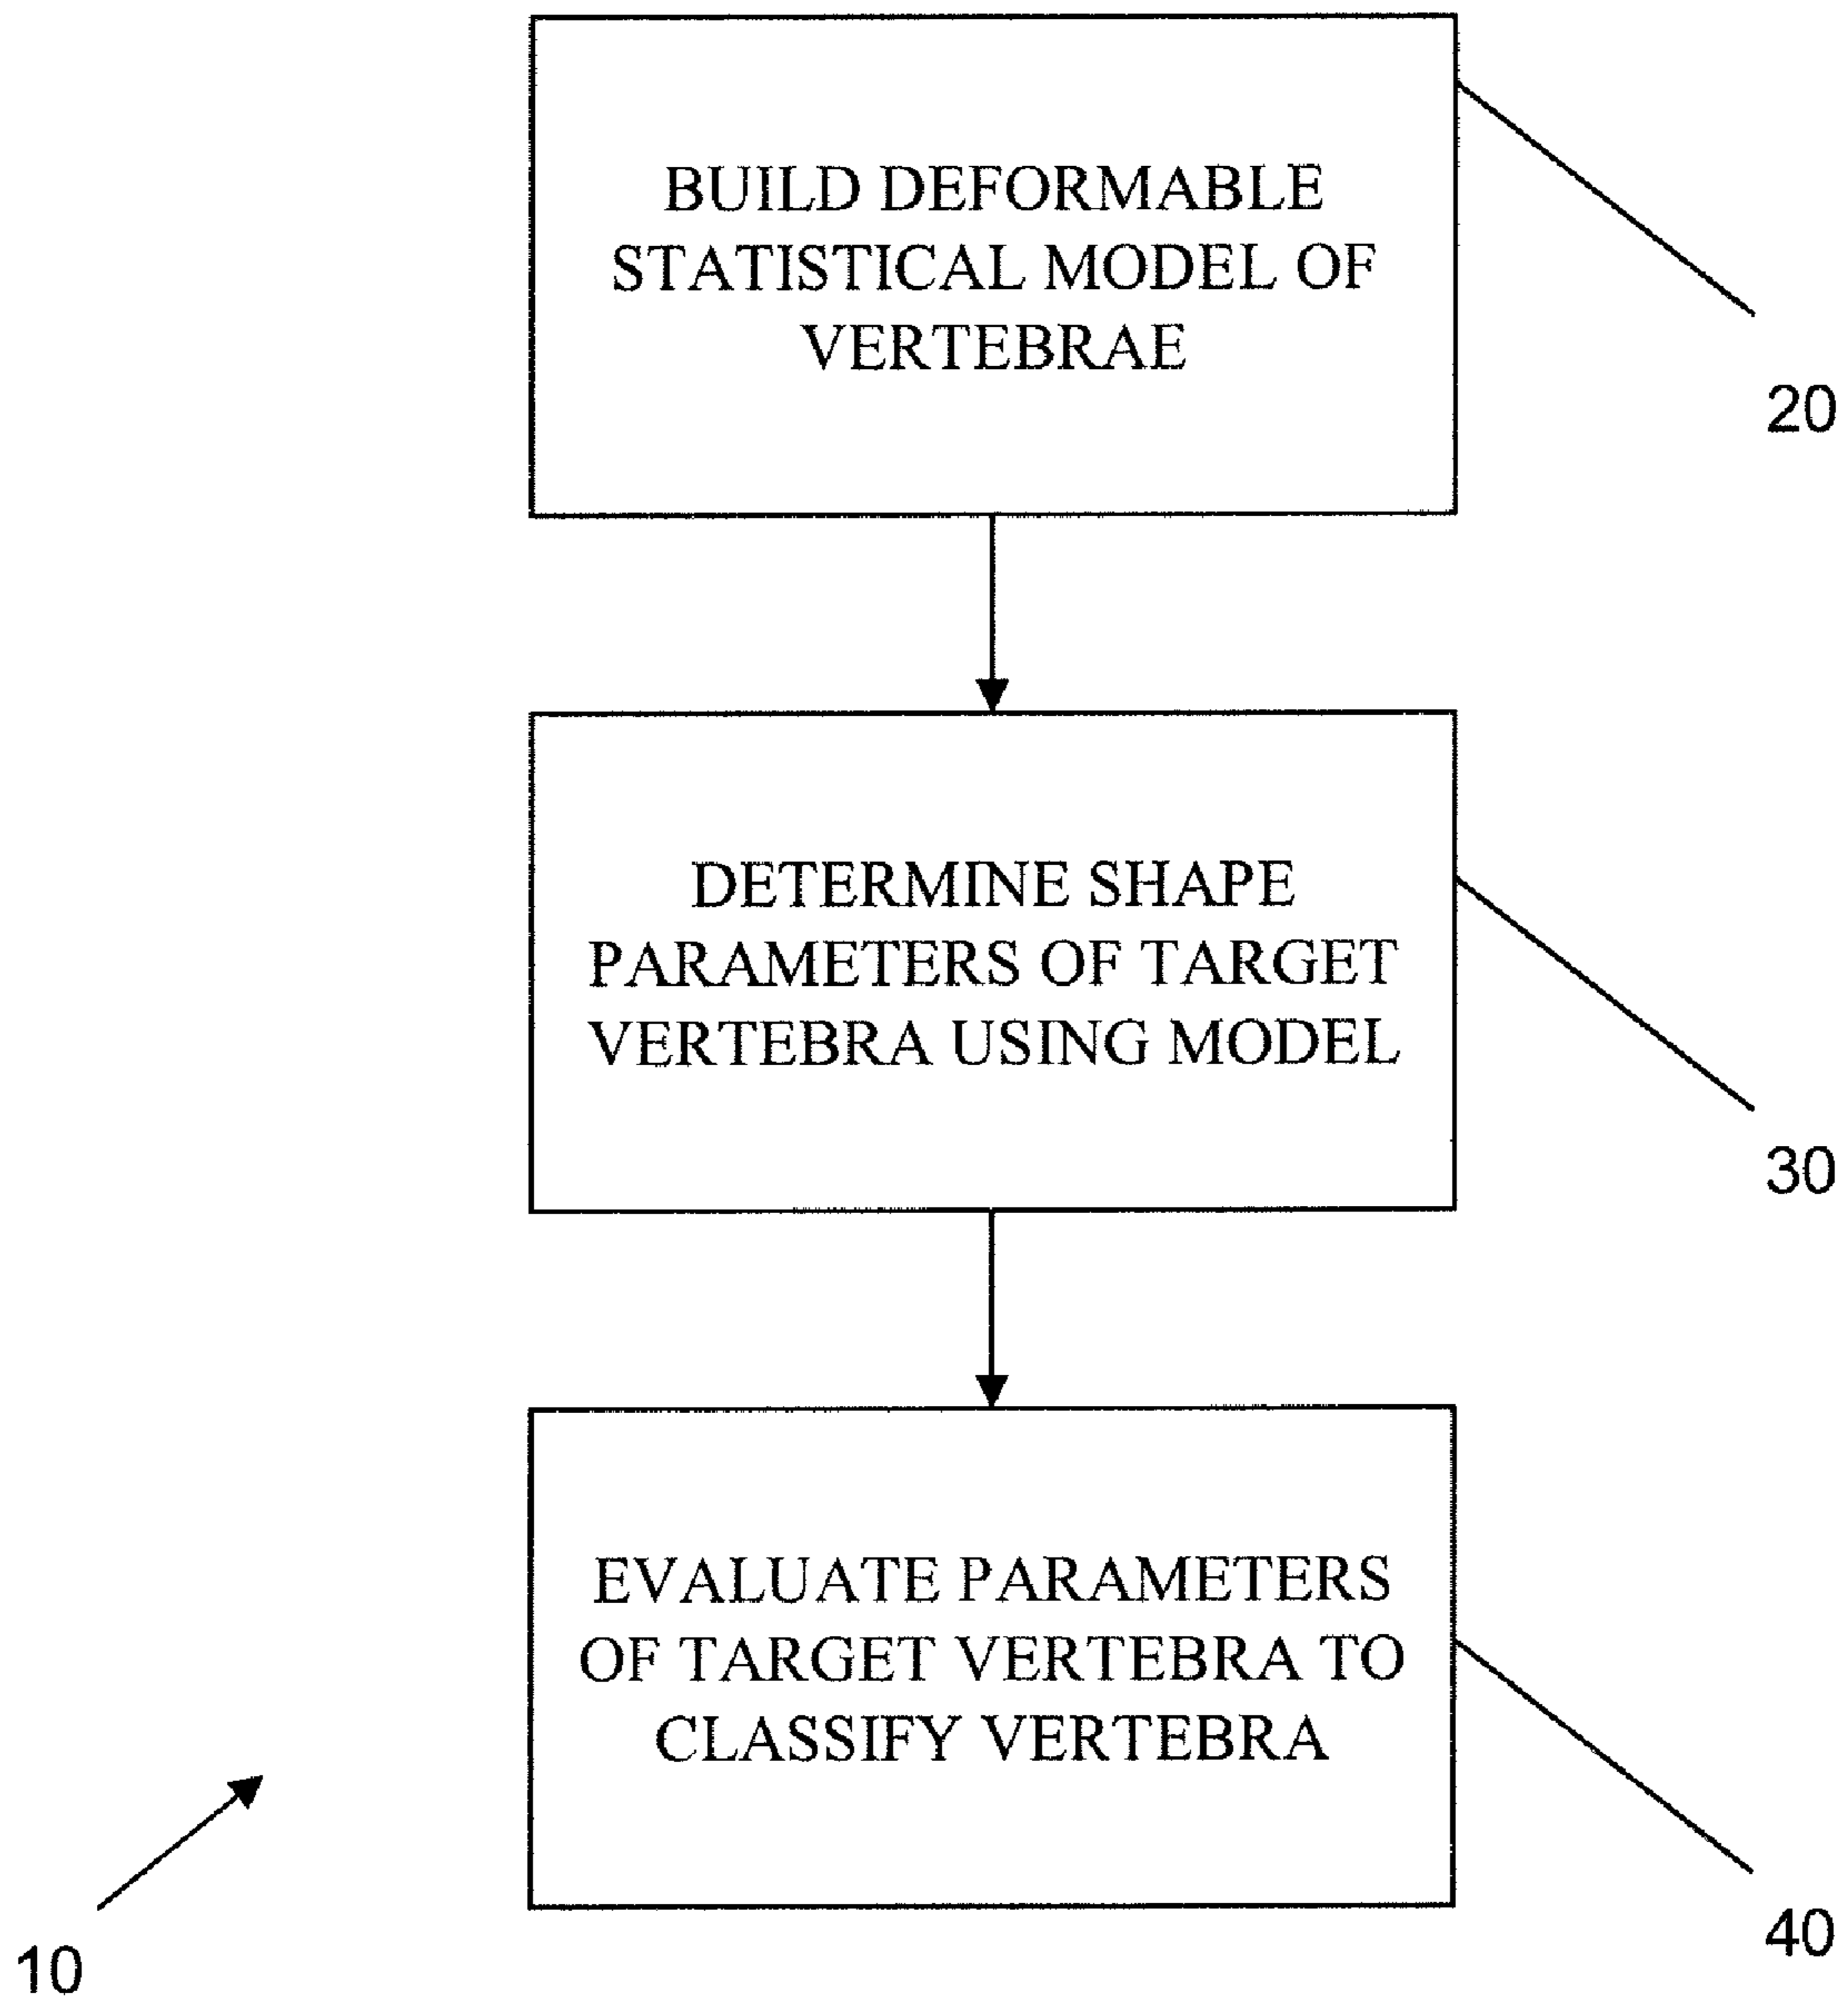 BUILD DEFORMABLE
STATISTICAL MODEL OF
VERTEBRAE
20
DETERMINE SHAPE
PARAMETERS OF TARGET
VERTEBRA USING MODEL
30
EVALUATE PARAMETERS
OF TARGET VERTEBRA TO
CLASSIFY VERTEBRA
40
10